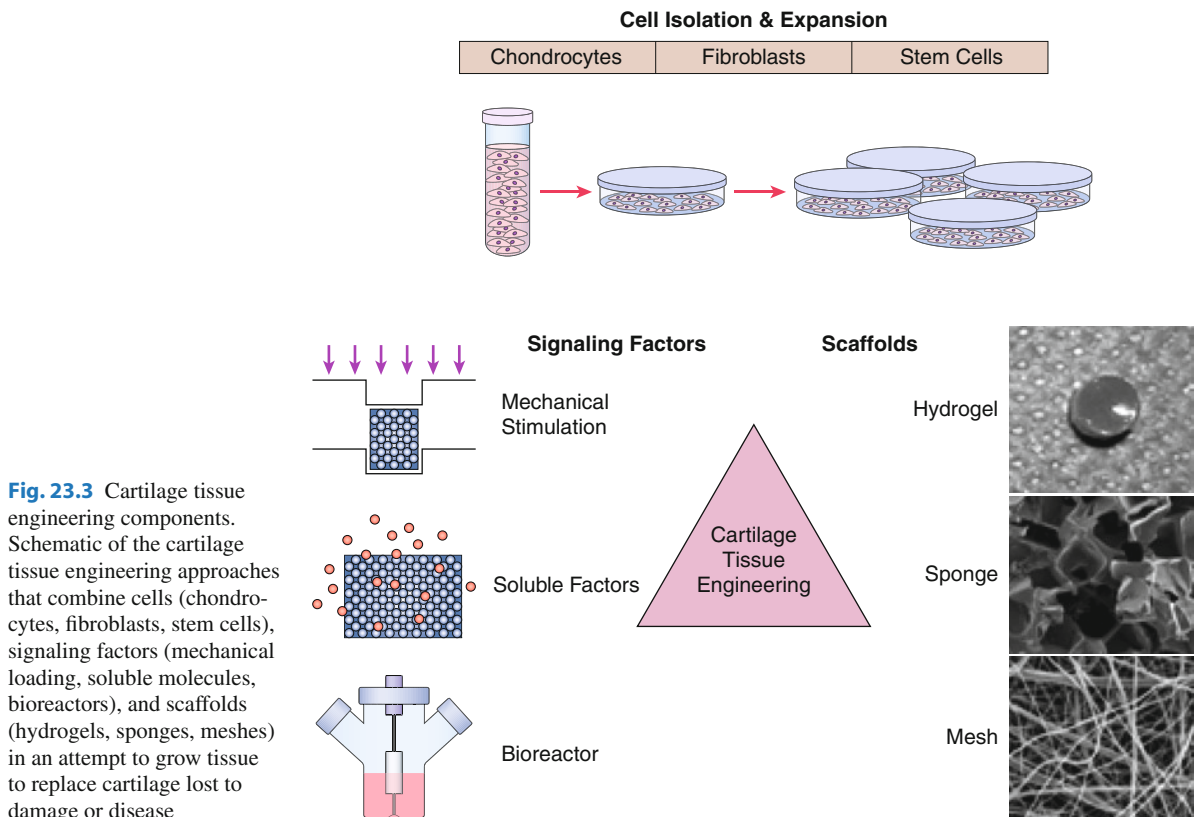 Cell Isolation & Expansion
Chondrocytes
Fibroblasts
Stem Cells
Signaling Factors
Scaffolds
Mechanical
Stimulation
Hydrogel
Cartilage
Tissue
Engineering
Soluble Factors
Sponge
Bioreactor
Mesh
Fig. 23.3 Cartilage tissue
engineering components.
Schematic of the cartilage
tissue engineering approaches
that combine cells (chondro-
cytes, fibroblasts, stem cells),
signaling factors (mechanical
loading, soluble molecules,
bioreactors), and scaffolds
(hydrogels, sponges, meshes)
in an attempt to grow tissue
to replace cartilage lost to
damage or disease